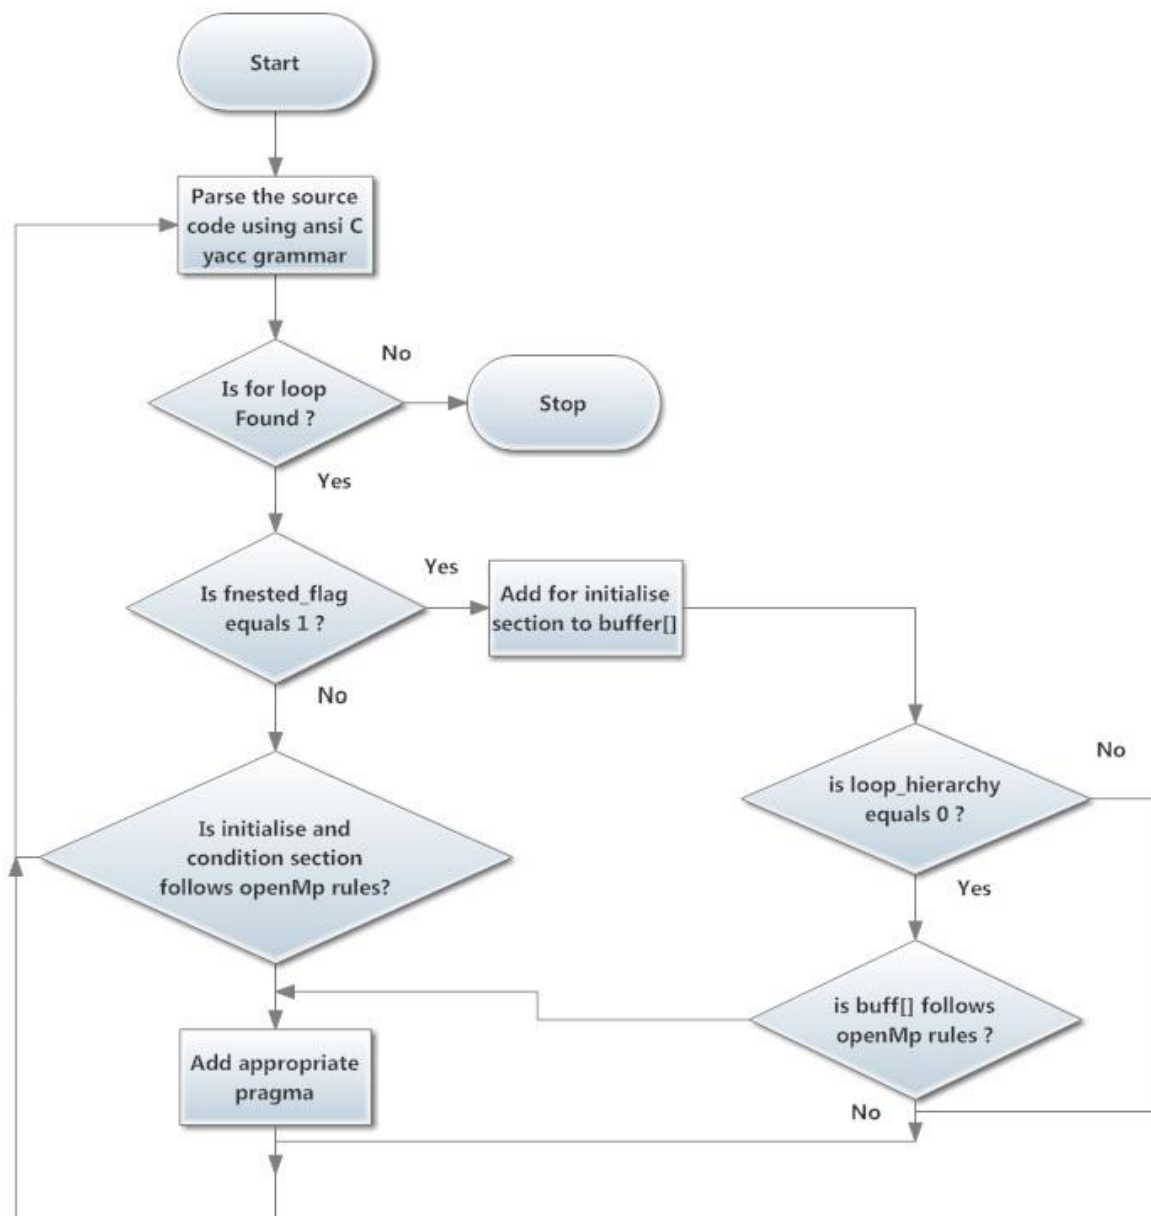 Start
Parse the source
code using ansi C
yacc grammar
No
Is for loop
Found ?
Stop
Yes
Yes
Is fnested_flag
equals 1 ?
Add for initialise
section to buffer[]
No
No
is loop_hierarchy
equals 0 ?
Is initialise and
condition section
follows openMp rules?
Yes
is buff[] follows
openMp rules ?
Add appropriate
pragma
No